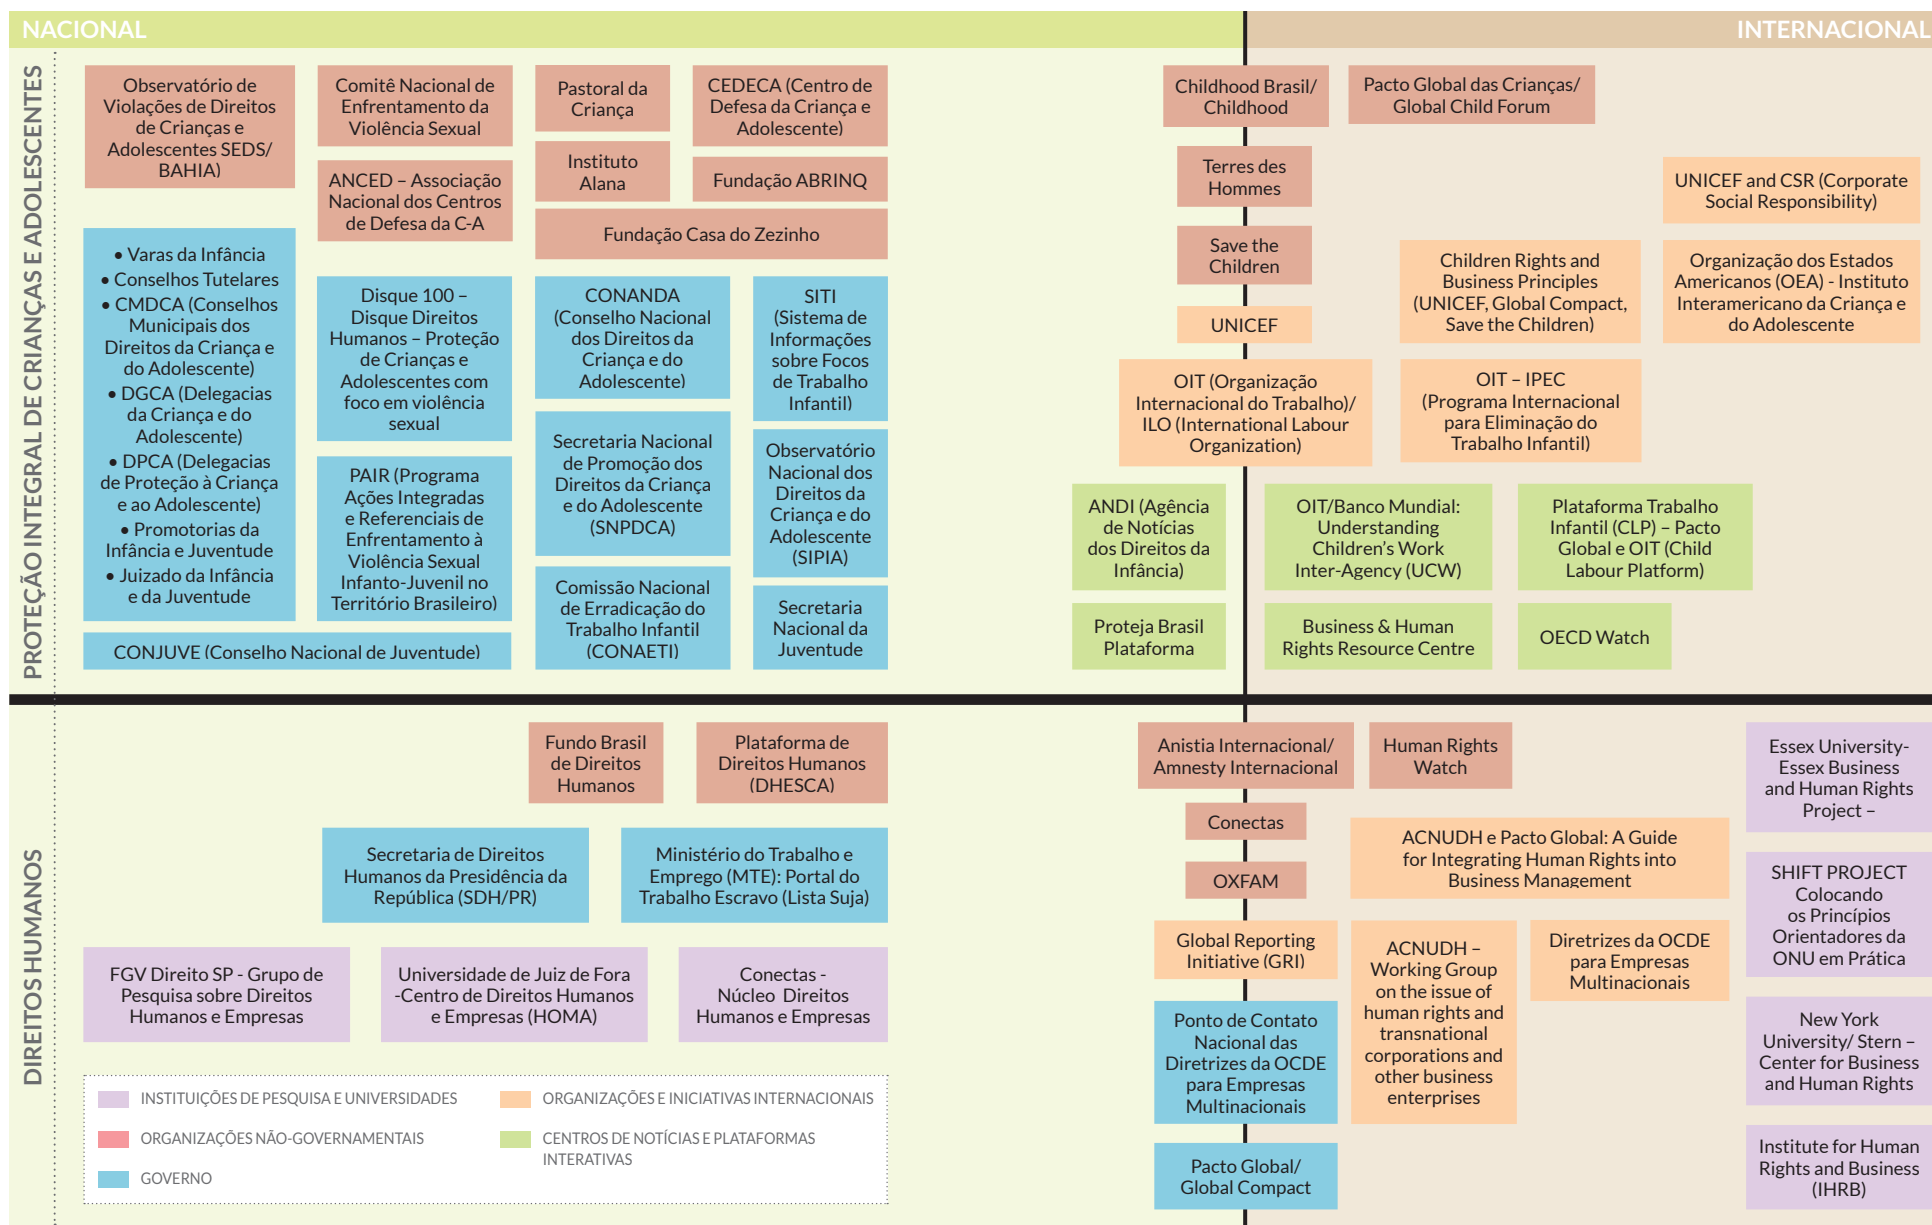 NACIONAL
INTERNACIONAL
PROTEÇÃO INTEGRAL DE CRIANÇAS E ADOLESCENTES
Observatório de
Violações de Direitos
de Crianças e
Adolescentes SEDS/
BAHIA)
Comitê Nacional de
Enfrentamento da
Violência Sexual
Pastoral da
Criança
CEDECA (Centro de
Defesa da Criança e
Adolescente)
ANCED – Associação
Nacional dos Centros
de Defesa da C-A
Instituto
Alana
Fundação ABRINQ
Fundação Casa do Zezinho
• Varas da Infância
• Conselhos Tutelares
• CMDCA (Conselhos
Municipais dos
Direitos da Criança e
do Adolescente)
• DGCA (Delegacias
da Criança e do
Adolescente)
• DPCA (Delegacias
de Proteção à Criança
e ao Adolescente)
• Promotorias da
Infância e Juventude
• Juizado da Infância
e da Juventude
Disque 100 –
Disque Direitos
Humanos – Proteção
de Crianças e
Adolescentes com
foco em violência
sexual
PAIR (Programa
Ações Integradas
e Referenciais de
Enfrentamento à
Violência Sexual
Infanto-Juvenil no
Território Brasileiro)
CONJUVE (Conselho Nacional de Juventude)
CONANDA
(Conselho Nacional
dos Direitos da
Criança e do
Adolescente)
Secretaria Nacional
de Promoção dos
Direitos da Criança
e do Adolescente
(SNPDCA)
Comissão Nacional
de Erradicação do
Trabalho Infantil
(CONAETI)
SITI
(Sistema de
Informações
sobre Focos
de Trabalho
Infantil)
Observatório
Nacional dos
Direitos da
Criança e do
Adolescente
(SIPIA)
Secretaria
Nacional da
Juventude
Childhood Brasil/
Childhood
Pacto Global das Crianças/
Global Child Forum
Terres des
Hommes
UNICEF and CSR (Corporate
Social Responsibility)
Save the
Children
Children Rights and
Business Principles
(UNICEF, Global Compact,
Save the Children)
Organização dos Estados
Americanos (OEA) - Instituto
Interamericano da Criança e
do Adolescente
UNICEF
OIT (Organização
Internacional do Trabalho)/
ILO (International Labour
Organization)
OIT – IPEC
(Programa Internacional
para Eliminação do
Trabalho Infantil)
ANDI (Agência
de Notícias
dos Direitos da
Infância)
OIT/Banco Mundial:
Understanding
Children's Work
Inter-Agency (UCW)
Plataforma Trabalho
Infantil (CLP) – Pacto
Global e OIT (Child
Labour Platform)
Proteja Brasil
Plataforma
Business & Human
Rights Resource Centre
OECD Watch
DIREITOS HUMANOS
Fundo Brasil
de Direitos
Humanos
Plataforma de
Direitos Humanos
(DHESCA)
Secretaria de Direitos
Humanos da Presidência da
República (SDH/PR)
Ministério do Trabalho e
Emprego (MTE): Portal do
Trabalho Escravo (Lista Suja)
FGV Direito SP - Grupo de
Pesquisa sobre Direitos
Humanos e Empresas
Universidade de Juiz de Fora
-Centro de Direitos Humanos
e Empresas (HOMA)
Conectas -
Núcleo Direitos
Humanos e Empresas
Anistia Internacional/
Amnesty Internacional
Human Rights
Watch
Conectas
OXFAM
ACNUDH e Pacto Global: A Guide
for Integrating Human Rights into
Business Management
Global Reporting
Initiative (GRI)
ACNUDH –
Working Group
on the issue of
human rights and
transnational
corporations and
other business
enterprises
Diretrizes da OCDE
para Empresas
Multinacionais
Ponto de Contato
Nacional das
Diretrizes da OCDE
para Empresas
Multinacionais
Pacto Global/
Global Compact
Essex University-
Essex Business
and Human Rights
Project –
SHIFT PROJECT
Colocando
os Princípios
Orientadores da
ONU em Prática
New York
University/ Stern –
Center for Business
and Human Rights
Institute for Human
Rights and Business
(IHRB)
INSTITUIÇÕES DE PESQUISA E UNIVERSIDADES
ORGANIZAÇÕES NÃO-GOVERNAMENTAIS
GOVERNO
ORGANIZAÇÕES E INICIATIVAS INTERNACIONAIS
CENTROS DE NOTÍCIAS E PLATAFORMAS
INTERATIVAS